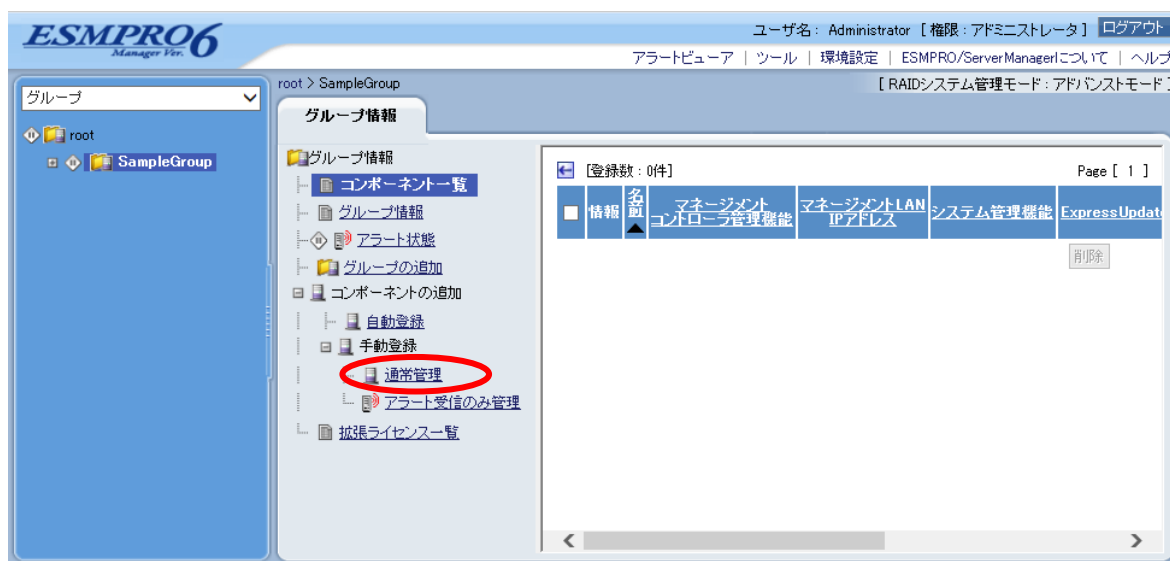 ESMPRO6
Manager Ver.
ユーザ名: Administrator [ 権限:アドミニストレータ ] ログアウト
アラートビューア | ツール | 環境設定 | ESMPRO/ServerManagerについて | ヘルプ
グループ
root
SampleGroup
root > SampleGroup
[ RAIDシステム管理モード:アドバンストモード ]
グループ情報
グループ情報
コンポーネント一覧
グループ情報
アラート状態
グループの追加
コンポーネントの追加
自動登録
手動登録
通常管理
アラート受信のみ管理
拡張ライセンス一覧
[登録数:0件]
Page [ 1 ]
情報
名前
マネージメント
コントローラ管理機能
マネージメントLAN
IPアドレス
システム管理機能
ExpressUpdat
削除